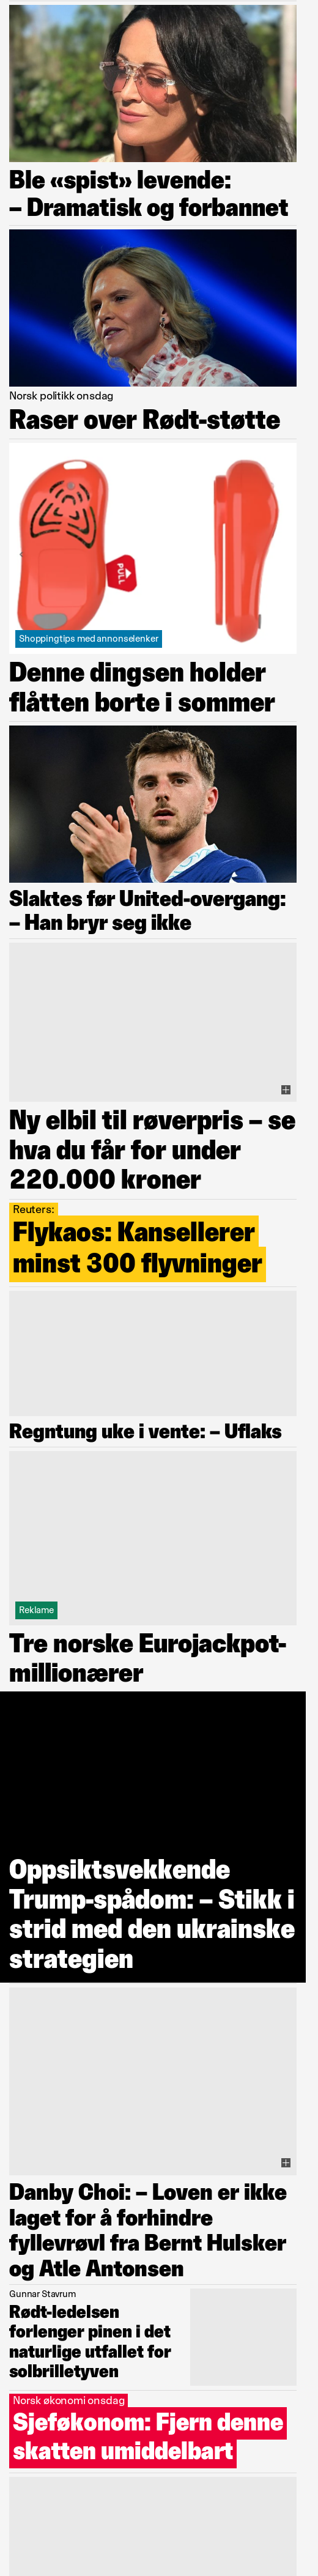 Ble «spist» levende:
– Dramatisk og forbannet
Norsk politikk onsdag
Raser over Rødt-støtte
PULL
Shoppingtips med annonselenker
Denne dingsen holder
flåtten borte i sommer
Slaktes før United-overgang:
– Han bryr seg ikke
Ny elbil til røverpris – se
hva du får for under
220.000 kroner
Reuters:
Flykaos: Kansellerer
minst 300 flyvninger
Regntung uke i vente: – Uflaks
Reklame
Tre norske Eurojackpot-
millionærer
Oppsiktsvekkende
Trump-spådom: – Stikk i
strid med den ukrainske
strategien
Danby Choi: – Loven er ikke
laget for å forhindre
fyllevrøvl fra Bernt Hulsker
og Atle Antonsen
Gunnar Stavrum
Rødt-ledelsen
forlenger pinen i det
naturlige utfallet for
solbrilletyven
Norsk økonomi onsdag
Sjeføkonom: Fjern denne
skatten umiddelbart